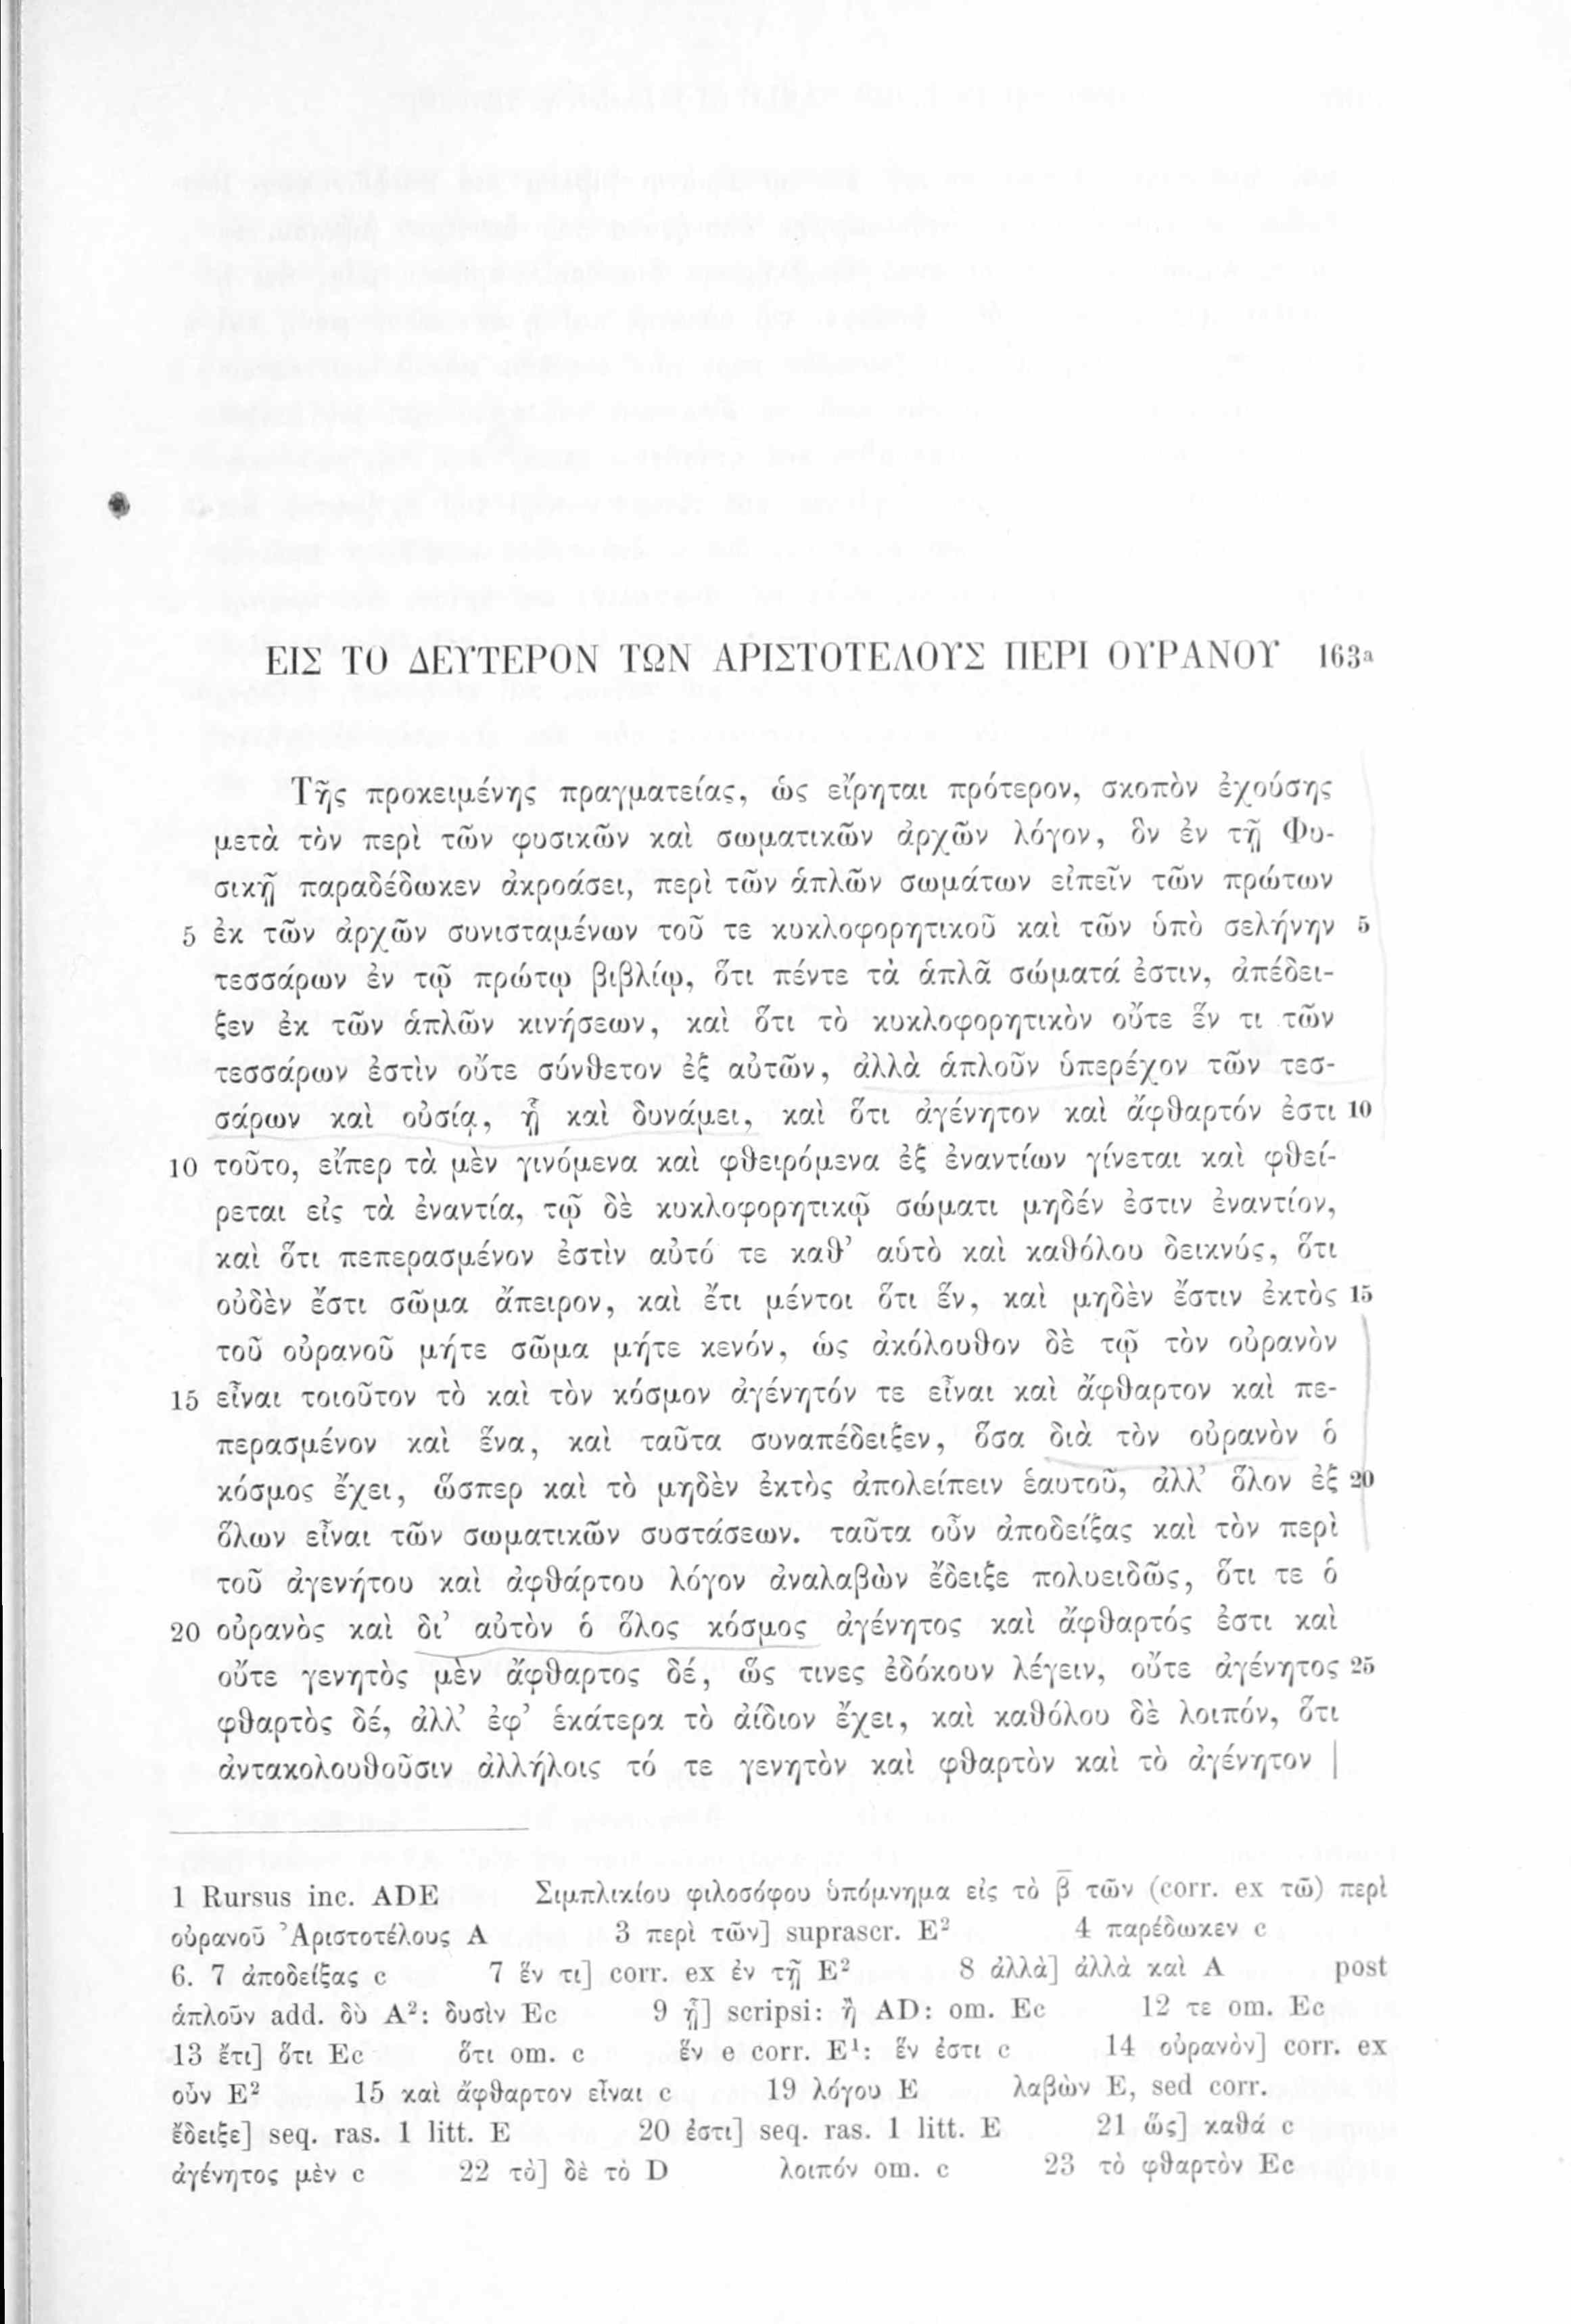 ΕΙΣ ΤΟ ΔΕΥΤΕΡΟΝ ΤΩΝ ΑΡΙΣΤΟΤΕΛΟΥΣ ΠΕΡΙ ΟΥΡΑΝΟΥ 163a
Τῆς προκειμένης πραγματείας, ὡς εἴρηται πρότερον, σκοπὸν ἐχούσης
μετὰ τὸν περὶ τῶν φυσικῶν καὶ σωματικῶν ἀρχῶν λόγον, ὃν ἐν τῇ Φυ-
σικῇ παραδέδωκεν ἀκροάσει, περὶ τῶν ἁπλῶν σωμάτων εἰπεῖν τῶν πρώτων
5 ἐκ τῶν ἀρχῶν συνισταμένων τοῦ τε κυκλοφορητικοῦ καὶ τῶν ὑπὸ σελήνην 5
τεσσάρων ἐν τῷ πρώτῳ βιβλίῳ, ὅτι πέντε τὰ ἁπλᾶ σώματά ἐστιν, ἀπέδει-
ξεν ἐκ τῶν ἁπλῶν κινήσεων, καὶ ὅτι τὸ κυκλοφορητικὸν οὔτε ἕν τι τῶν
τεσσάρων ἐστὶν οὔτε σύνθετον ἐξ αὐτῶν, ἀλλὰ ἁπλοῦν ὑπερέχον τῶν τεσ-
σάρων καὶ οὐσίᾳ, ᾗ καὶ δυνάμει, καὶ ὅτι ἀγένητον καὶ ἄφθαρτόν ἐστι 10
10 τοῦτο, εἴπερ τὰ μὲν γινόμενα καὶ φθειρόμενα ἐξ ἐναντίων γίνεται καὶ φθεί-
ρεται εἰς τὰ ἐναντία, τῷ δὲ κυκλοφορητικῷ σώματι μηδέν ἐστιν ἐναντίον,
καὶ ὅτι πεπερασμένον ἐστὶν αὐτό τε καθ’ αὑτὸ καὶ καθόλου δεικνύς, ὅτι
οὐδὲν ἔστι σῶμα ἄπειρον, καὶ ἔτι μέντοι ὅτι ἕν, καὶ μηδὲν ἔστιν ἐκτὸς 15
τοῦ οὐρανοῦ μήτε σῶμα μήτε κενόν, ὡς ἀκόλουθον δὲ τῷ τὸν οὐρανὸν
15 εἶναι τοιοῦτον τὸ καὶ τὸν κόσμον ἀγένητόν τε εἶναι καὶ ἄφθαρτον καὶ πε-
περασμένον καὶ ἕνα, καὶ ταῦτα συναπέδειξεν, ὅσα διὰ τὸν οὐρανὸν ὁ
κόσμος ἔχει, ὥσπερ καὶ τὸ μηδὲν ἐκτὸς ἀπολείπειν ἑαυτοῦ, ἀλλ’ ὅλον ἐξ 20
ὅλων εἶναι τῶν σωματικῶν συστάσεων. ταῦτα οὖν ἀποδείξας καὶ τὸν περὶ
τοῦ ἀγενήτου καὶ ἀφθάρτου λόγον ἀναλαβὼν ἔδειξε πολυειδῶς, ὅτι τε ὁ
20 οὐρανὸς καὶ δι’ αὐτὸν ὁ ὅλος κόσμος ἀγένητος καὶ ἄφθαρτός ἐστι καὶ
οὔτε γενητὸς μὲν ἄφθαρτος δέ, ὥς τινες ἐδόκουν λέγειν, οὔτε ἀγένητος 25
φθαρτὸς δέ, ἀλλ’ ἐφ’ ἑκάτερα τὸ ἀίδιον ἔχει, καὶ καθόλου δὲ λοιπόν, ὅτι
ἀντακολουθοῦσιν ἀλλήλοις τό τε γενητὸν καὶ φθαρτὸν καὶ τὸ ἀγένητον |
1 Rursus inc. ADE Σιμπλικίου φιλοσόφου ὑπόμνημα εἰς τὸ β̅ τῶν (corr. ex τῶ) περὶ
οὐρανοῦ Ἀριστοτέλους A 3 περὶ τῶν] suprascr. E² 4 παρέδωκεν c
6. 7 ἀποδείξας c 7 ἕν τι] corr. ex ἐν τῇ E² 8 ἀλλὰ] ἀλλὰ καὶ A post
ἁπλοῦν add. δὺ A²: δυσὶν Ec 9 ᾗ] scripsi: ἢ AD: om. Ec 12 τε om. Ec
13 ἔτι] ὅτι Ec ὅτι om. c ἕν e corr. E¹: ἕν ἐστι c 14 οὐρανὸν] corr. ex
οὖν E² 15 καὶ ἄφθαρτον εἶναι c 19 λόγου E λαβὼν E, sed corr.
ἔδειξε] seq. ras. 1 litt. E 20 ἐστι] seq. ras. 1 litt. E 21 ὥς] καθά c
ἀγένητος μὲν c 22 τὸ] δὲ τὸ D λοιπόν om. c 23 τὸ φθαρτὸν Ec